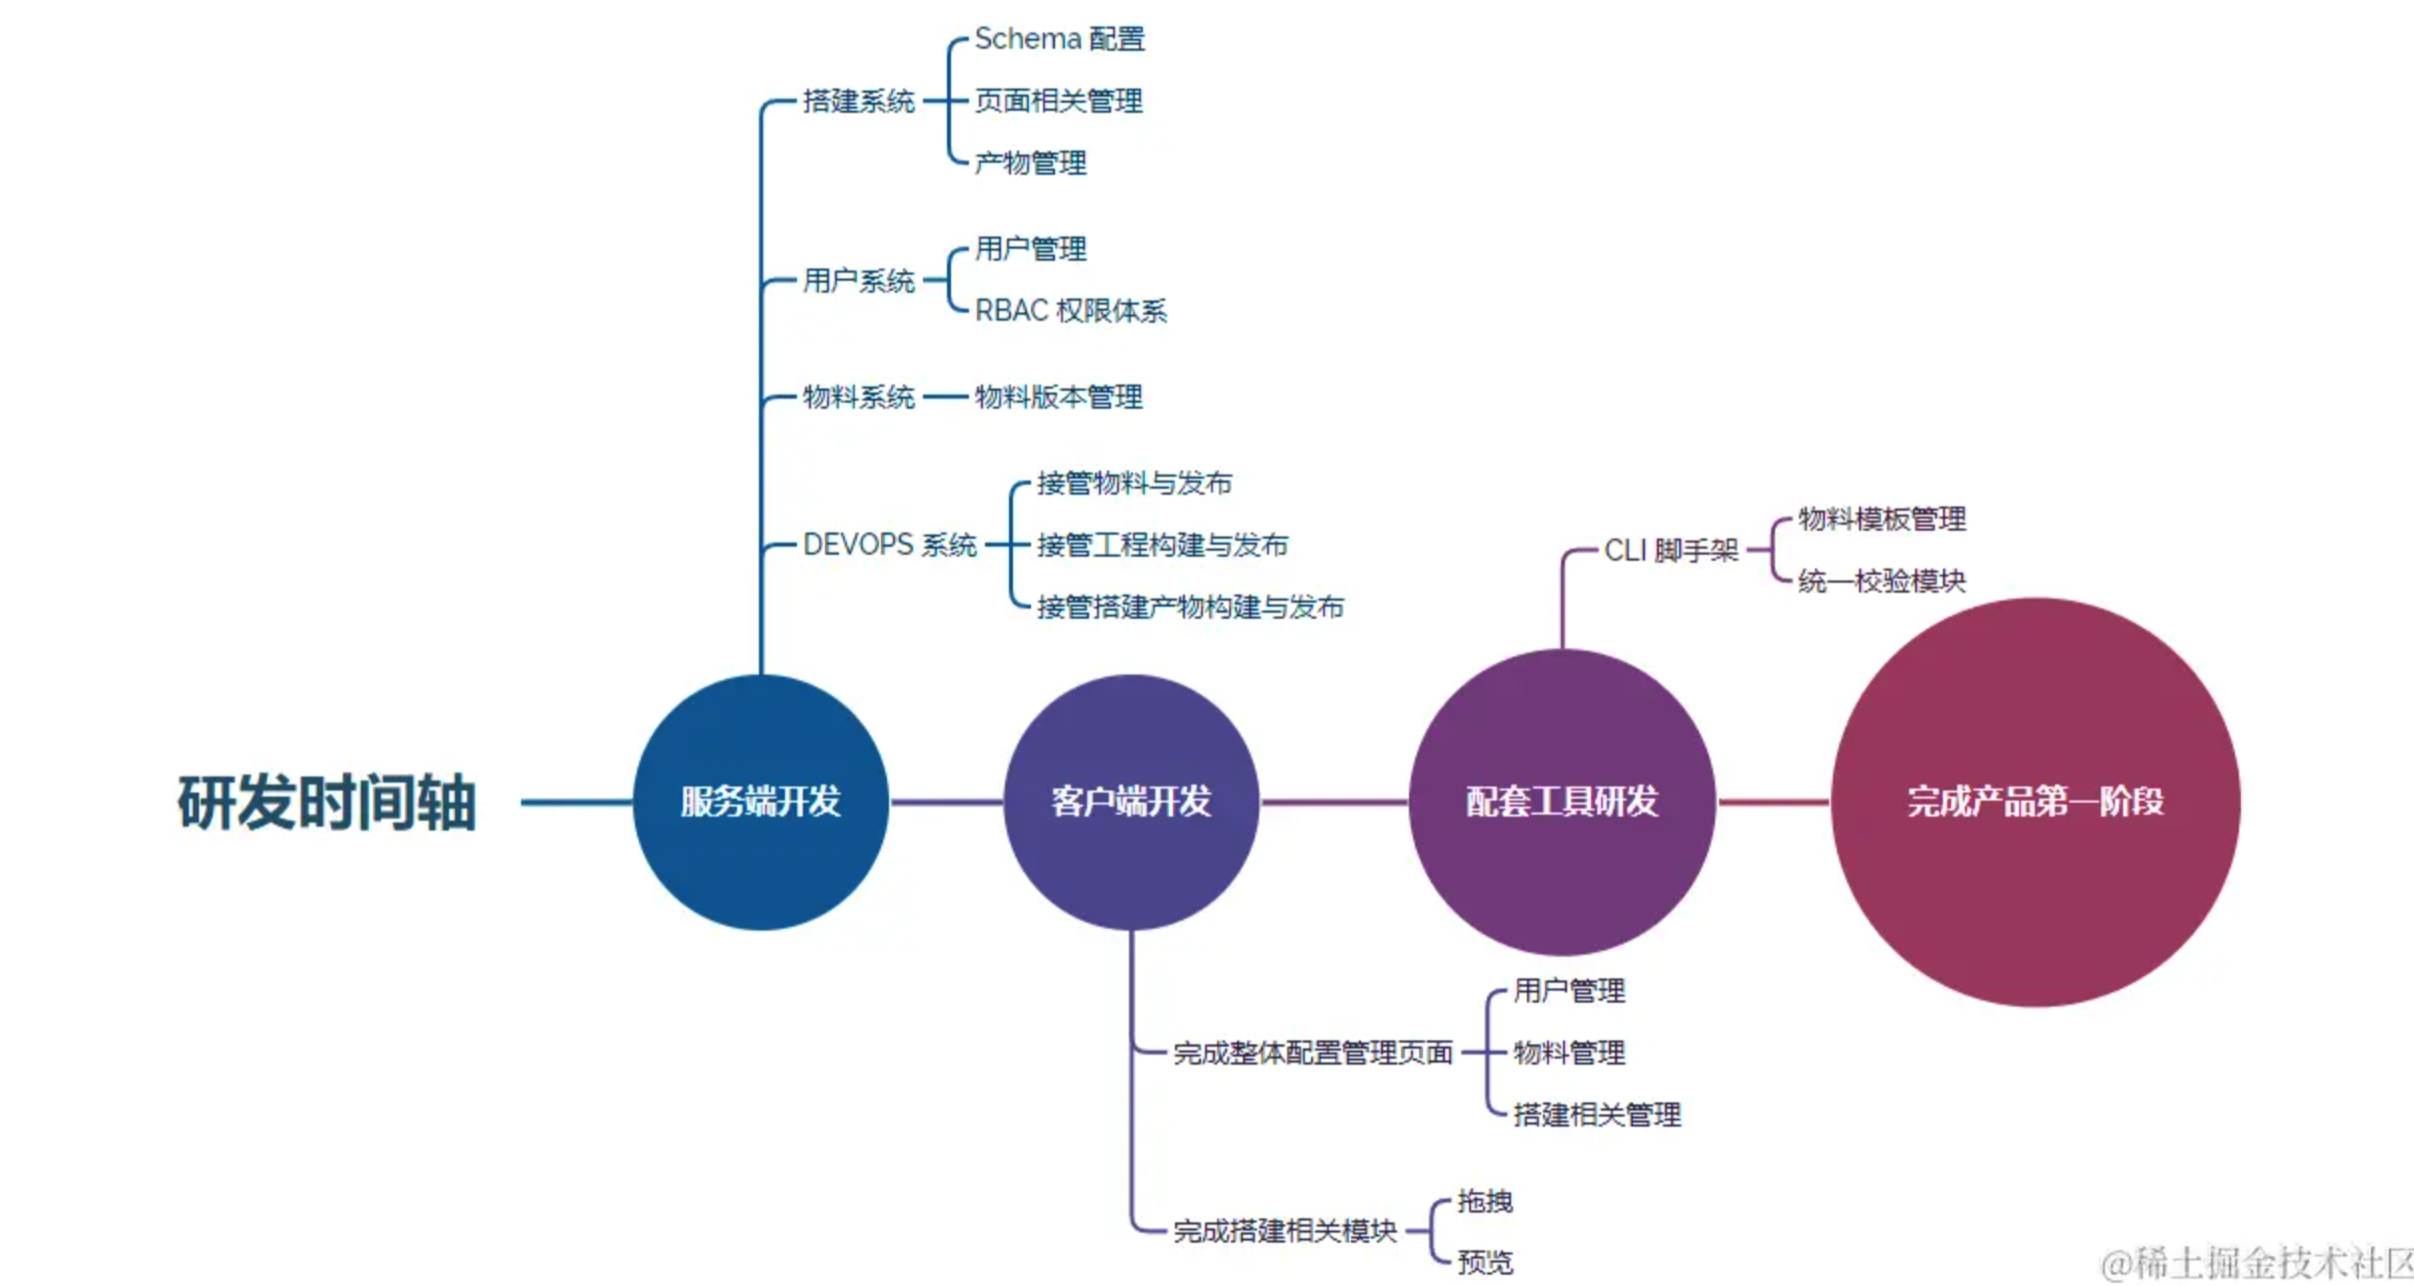 Schema 配置
搭建系统
页面相关管理
产物管理
用户管理
用户系统
RBAC 权限体系
物料系统
物料版本管理
接管物料与发布
DEVOPS 系统
接管工程构建与发布
接管搭建产物构建与发布
物料模板管理
CLI 脚手架
统一校验模块
研发时间轴
服务端开发
客户端开发
配套工具研发
完成产品第一阶段
用户管理
完成整体配置管理页面
物料管理
搭建相关管理
拖拽
完成搭建相关模块
预览
@稀土掘金技术社区